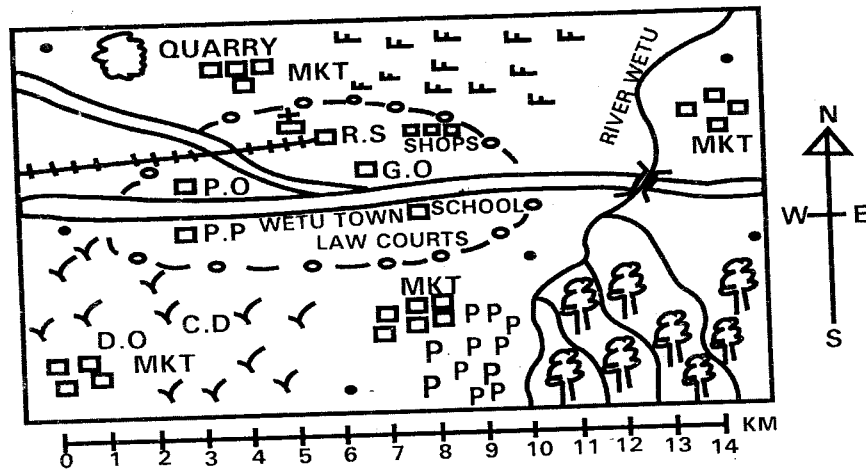 QUARRY
MKT
RIVER WETU
R.S
SHOPS
MKT
N
P.O
G.O
W E
WETU TOWN
SCHOOL
P.P
LAW COURTS
MKT
S
P P
P
C.D
D.O
P P P
MKT
P P
P
P P
KM
0 1 2 3 4 5 6 7 8 9 10 11 12 13 14